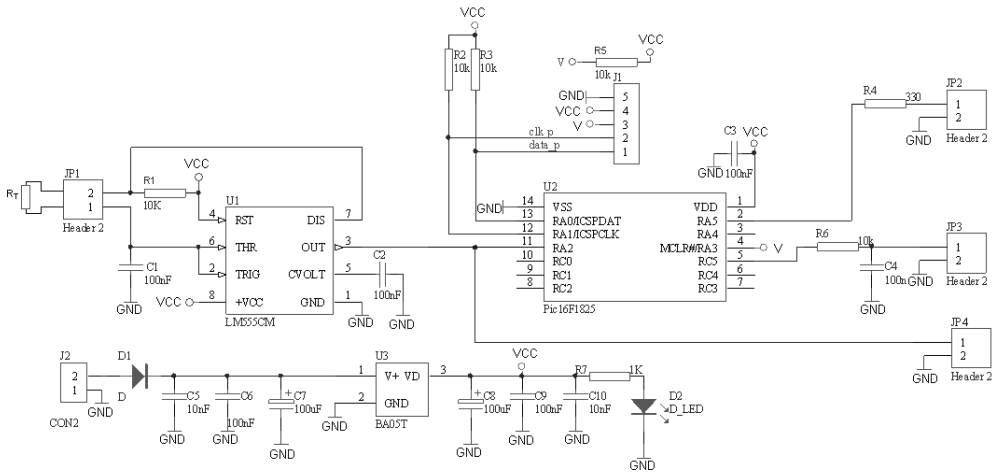 VCC
R2
10k
R3
10k
VCC
R5
V
10k
J1
GND
VCC
V
5
4
3
2
1
clk_p
data_p
R4
330
JP2
1
2
GND
Header 2
C3
VCC
GND
100nF
JP1
RT
2
1
Header 2
R1
10K
VCC
U1
4
RST
DIS
7
6
THR
OUT
3
2
TRIG
CVOLT
5
VCC
8
+VCC
GND
1
LM555CM
C1
100nF
GND
C2
100nF
GND
GND
U2
GND
14
VSS
VDD
1
13
RA0/ICSPDAT
RA5
2
12
RA1/ICSPCLK
RA4
3
11
RA2
MCLR#/RA3
4
V
10
RC0
RC5
5
9
RC1
RC4
6
8
RC2
RC3
7
Pic16F1825
R6
10k
C4
100n
GND
JP3
1
2
GND
Header 2
JP4
1
2
GND
Header 2
J2
2
1
GND
CON2
D1
D
C5
10nF
GND
C6
100nF
GND
C7
100nF
GND
U3
1
V+
VD
3
2
GND
GND
BA05T
C8
100nF
GND
VCC
C9
100nF
GND
C10
10nF
GND
R7
1K
D2
D_LED
GND